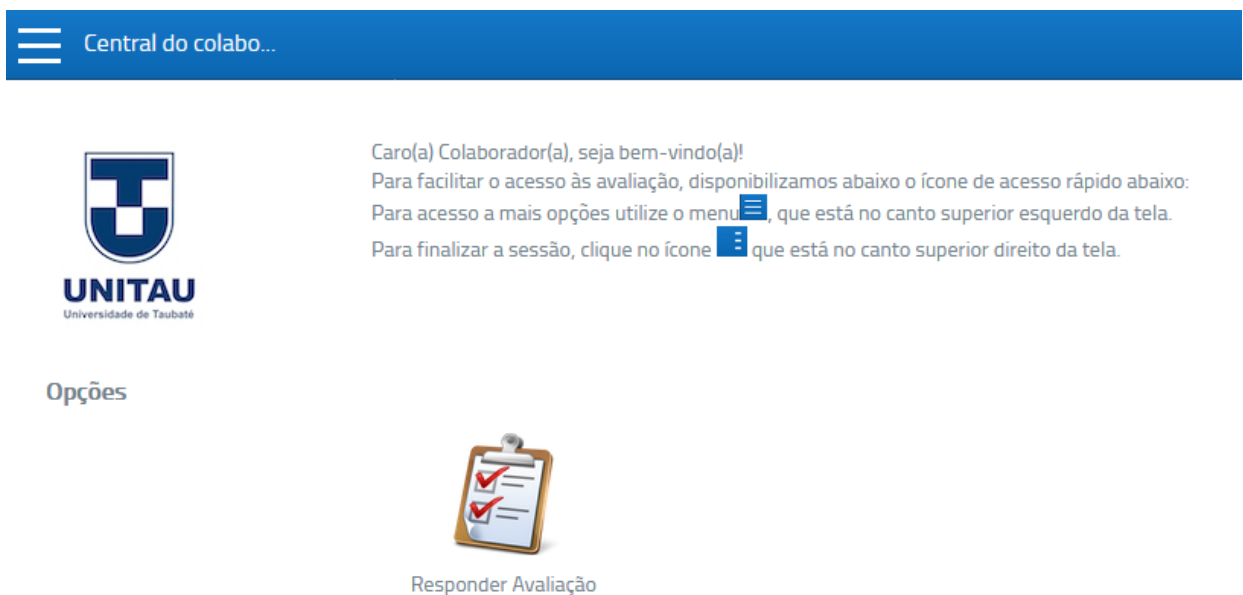 Central do colabo...
Caro(a) Colaborador(a), seja bem-vindo(a)!
Para facilitar o acesso às avaliação, disponibilizamos abaixo o ícone de acesso rápido abaixo:
Para acesso a mais opções utilize o menu , que está no canto superior esquerdo da tela.
Para finalizar a sessão, clique no ícone que está no canto superior direito da tela.
UNITAU
Universidade de Taubaté
Opções
Responder Avaliação